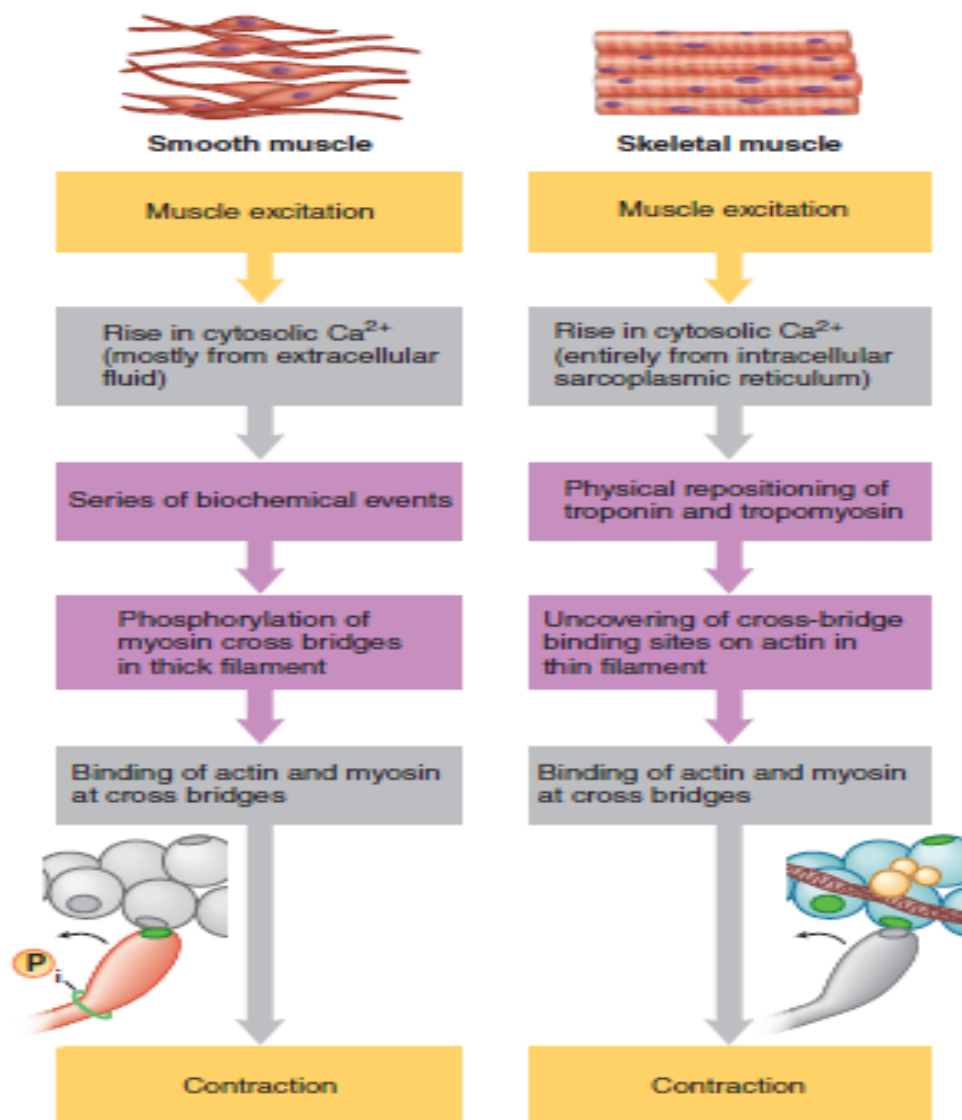 Smooth muscle
Muscle excitation
Rise in cytosolic Ca²⁺
(mostly from extracellular
fluid)
Series of biochemical events
Phosphorylation of
myosin cross bridges
in thick filament
Binding of actin and myosin
at cross bridges
P
i
Contraction
Skeletal muscle
Muscle excitation
Rise in cytosolic Ca²⁺
(entirely from intracellular
sarcoplasmic reticulum)
Physical repositioning of
troponin and tropomyosin
Uncovering of cross-bridge
binding sites on actin in
thin filament
Binding of actin and myosin
at cross bridges
Contraction